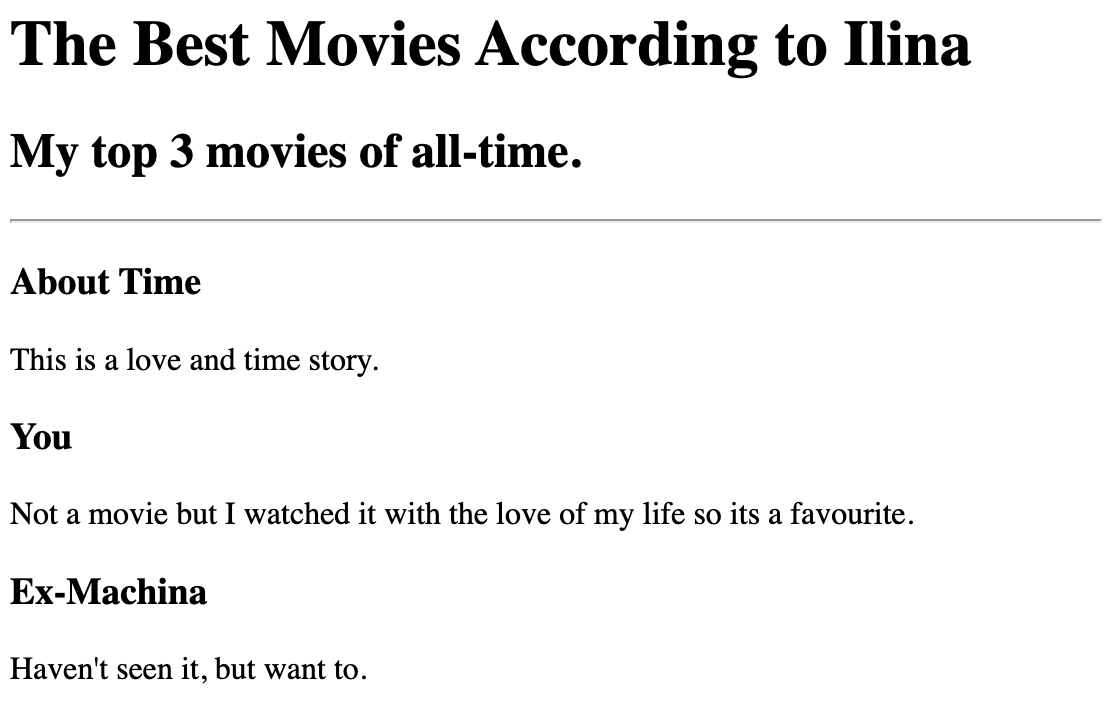 The Best Movies According to Ilina
My top 3 movies of all-time.
About Time
This is a love and time story.
You
Not a movie but I watched it with the love of my life so its a favourite.
Ex-Machina
Haven't seen it, but want to.